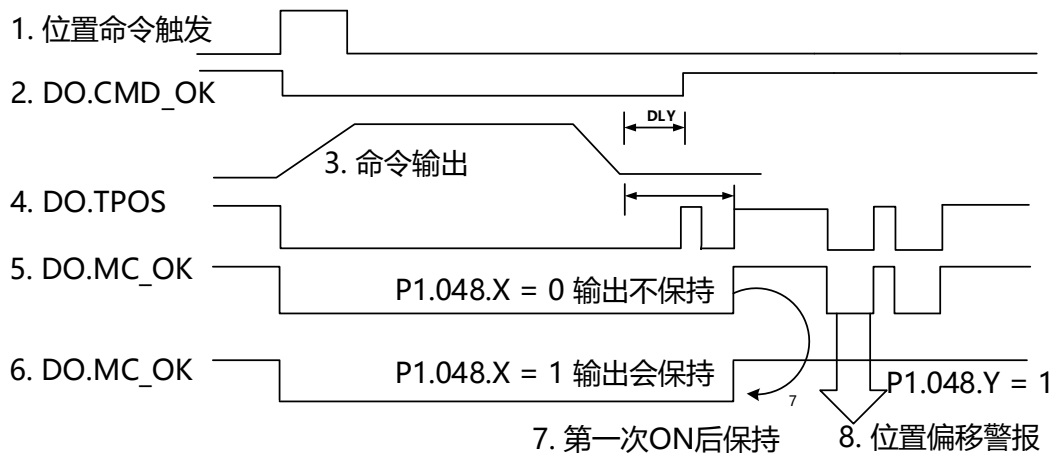 1. 位置命令触发
2. DO.CMD_OK
DLY
3. 命令输出
4. DO.TPOS
5. DO.MC_OK
P1.048.X = 0 输出不保持
6. DO.MC_OK
P1.048.X = 1 输出会保持
P1.048.Y = 1
7
7. 第一次ON后保持
8. 位置偏移警报